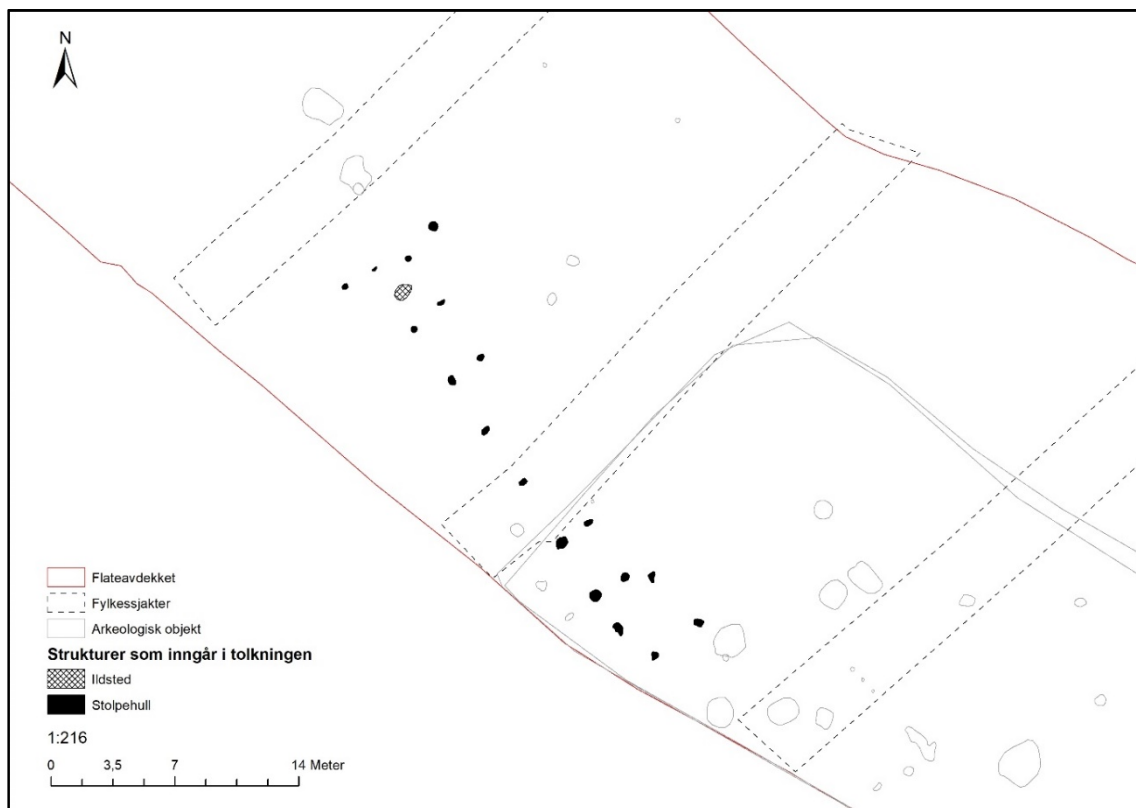 N
Flateavdekket
Fylkessjakter
Arkeologisk objekt
Strukturer som inngår i tolkningen
Ildsted
Stolpehull
1:216
0 3,5 7 14 Meter